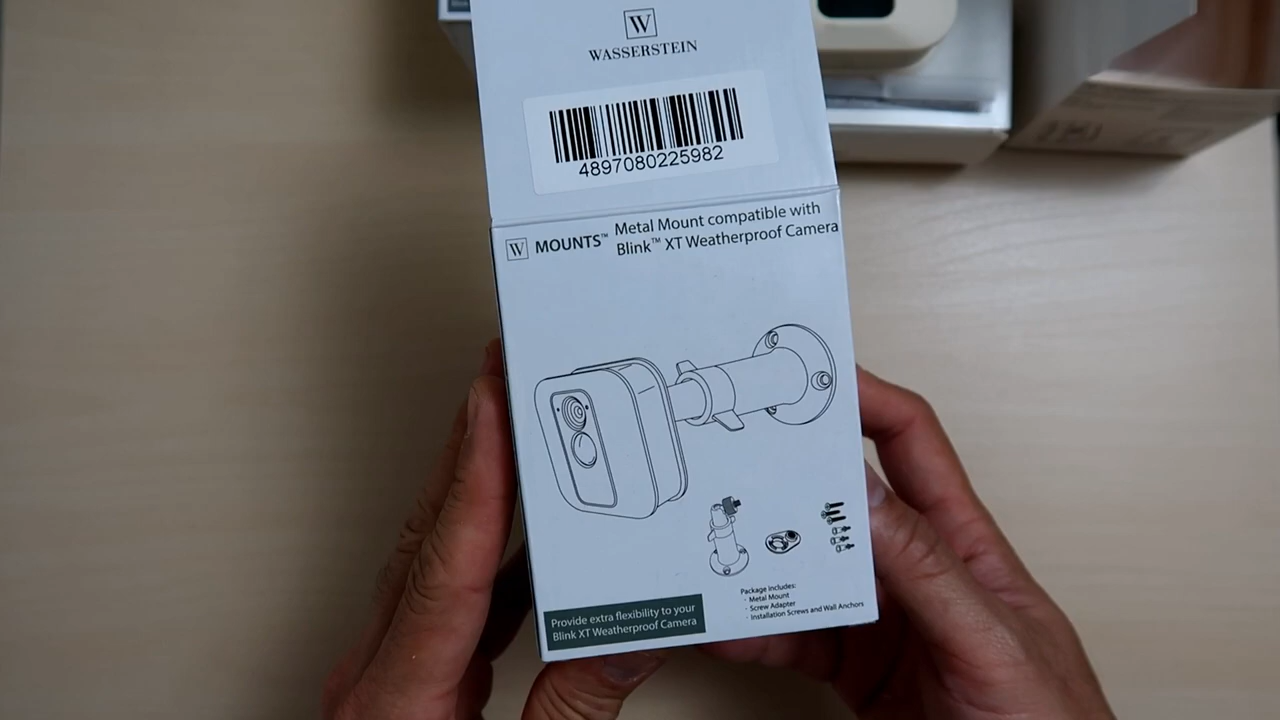 W
WASSERSTEIN
4897080225982
W MOUNTS™ Metal Mount compatible with
Blink™ XT Weatherproof Camera
Package Includes:
- Metal Mount
- Screw Adapter
- Installation Screws and Wall Anchors
Provide extra flexibility to your
Blink XT Weatherproof Camera